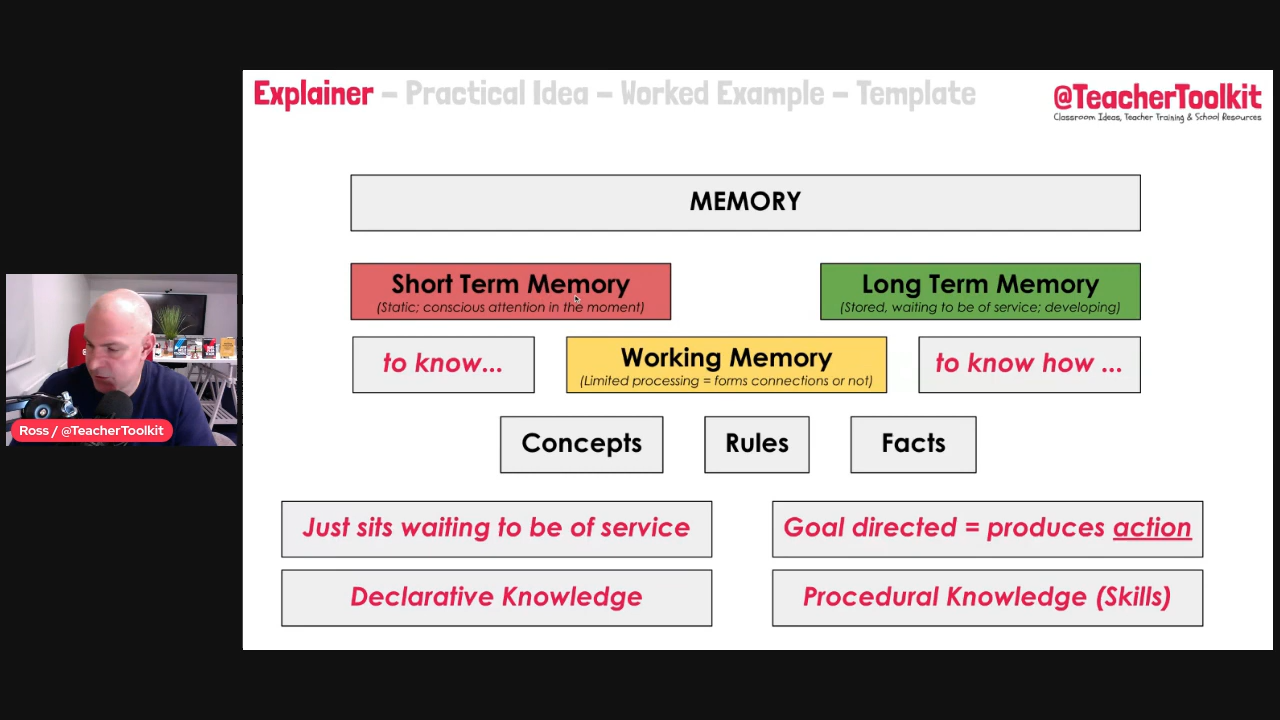 Explainer – Practical Idea – Worked Example – Template
@TeacherToolkit
Classroom Ideas, Teacher Training & School Resources
MEMORY
Short Term Memory
(Static; conscious attention in the moment)
Long Term Memory
(Stored, waiting to be of service; developing)
to know...
Working Memory
(Limited processing = forms connections or not)
to know how ...
Concepts
Rules
Facts
Just sits waiting to be of service
Goal directed = produces action
Declarative Knowledge
Procedural Knowledge (Skills)
Ross / @TeacherToolkit